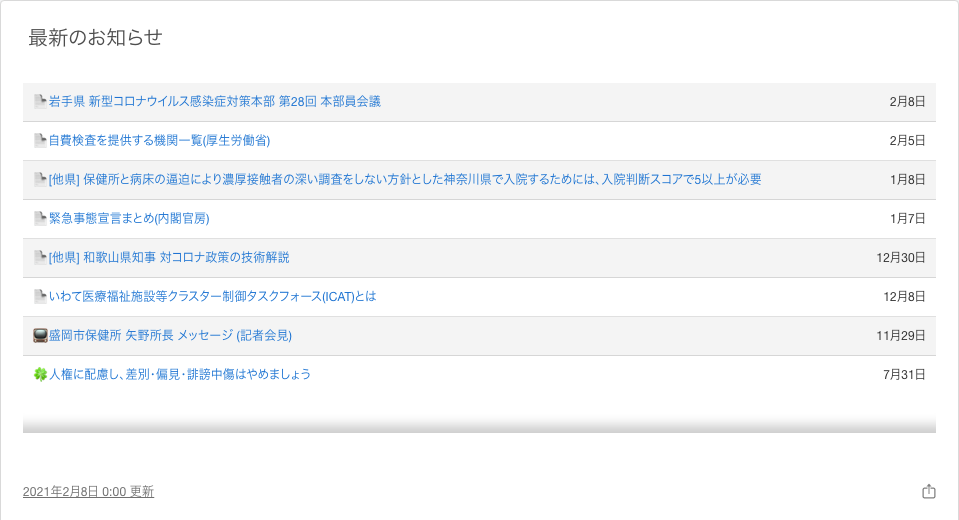 最新のお知らせ
岩手県 新型コロナウイルス感染症対策本部 第28回 本部員会議 2月8日
自費検査を提供する機関一覧(厚生労働省) 2月5日
[他県] 保健所と病床の逼迫により濃厚接触者の深い調査をしない方針とした神奈川県で入院するためには、入院判断スコアで5以上が必要 1月8日
緊急事態宣言まとめ(内閣官房) 1月7日
[他県] 和歌山県知事 対コロナ政策の技術解説 12月30日
いわて医療福祉施設等クラスター制御タスクフォース(ICAT)とは 12月8日
盛岡市保健所 矢野所長 メッセージ (記者会見) 11月29日
人権に配慮し、差別・偏見・誹謗中傷はやめましょう 7月31日
2021年2月8日 0:00 更新